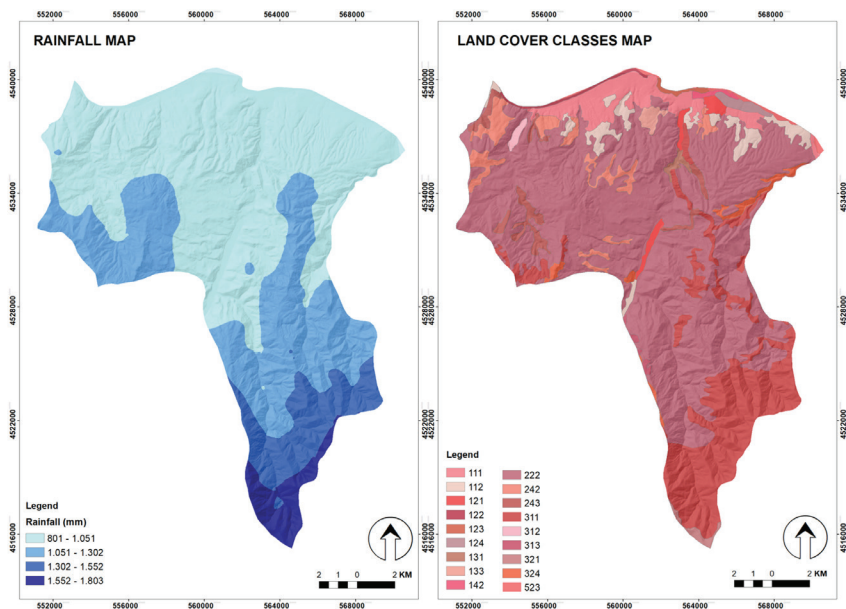 552000 556000 560000 564000 568000
RAINFALL MAP
4540000
4534000
4528000
4522000
4516000
Legend
Rainfall (mm)
801 - 1.051
1.051 - 1.302
1.302 - 1.552
1.552 - 1.803
2 1 0 2 KM
552000 556000 560000 564000 568000
552000 556000 560000 564000 568000
LAND COVER CLASSES MAP
4540000
4534000
4528000
4522000
4516000
Legend
111
112
121
122
123
124
131
133
142
222
242
243
311
312
313
321
324
523
2 1 0 2 KM
552000 556000 560000 564000 568000